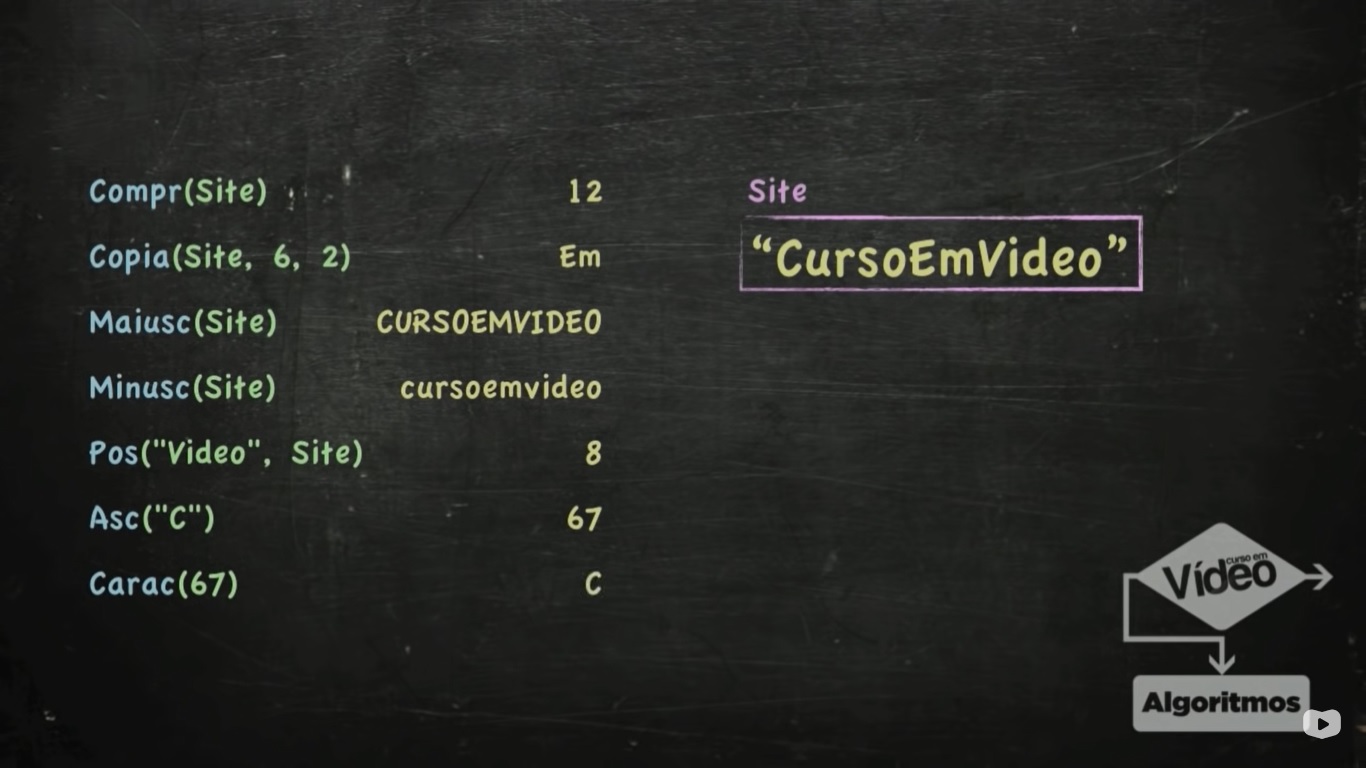 Compr(Site) 12
Copia(Site, 6, 2) Em
Maiusc(Site) CURSOEMVIDEO
Minusc(Site) cursoemvideo
Pos("Video", Site) 8
Asc("C") 67
Carac(67) C
Site
“CursoEmVideo”
curso em
Vídeo
Algoritmos